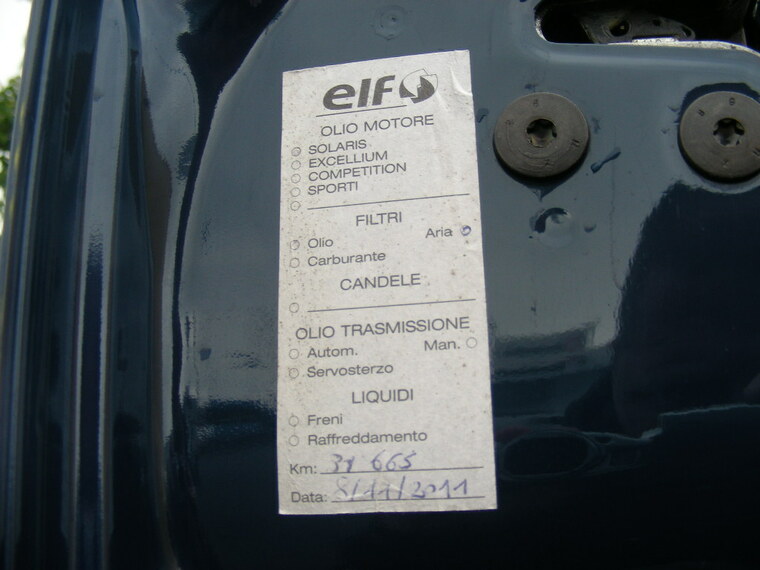 elf
OLIO MOTORE
SOLARIS
EXCELLIUM
COMPETITION
SPORTI
FILTRI
Olio Aria
Carburante
CANDELE
OLIO TRASMISSIONE
Autom. Man.
Servosterzo
LIQUIDI
Freni
Raffreddamento
Km: 31 665
Data: 8/11/2011